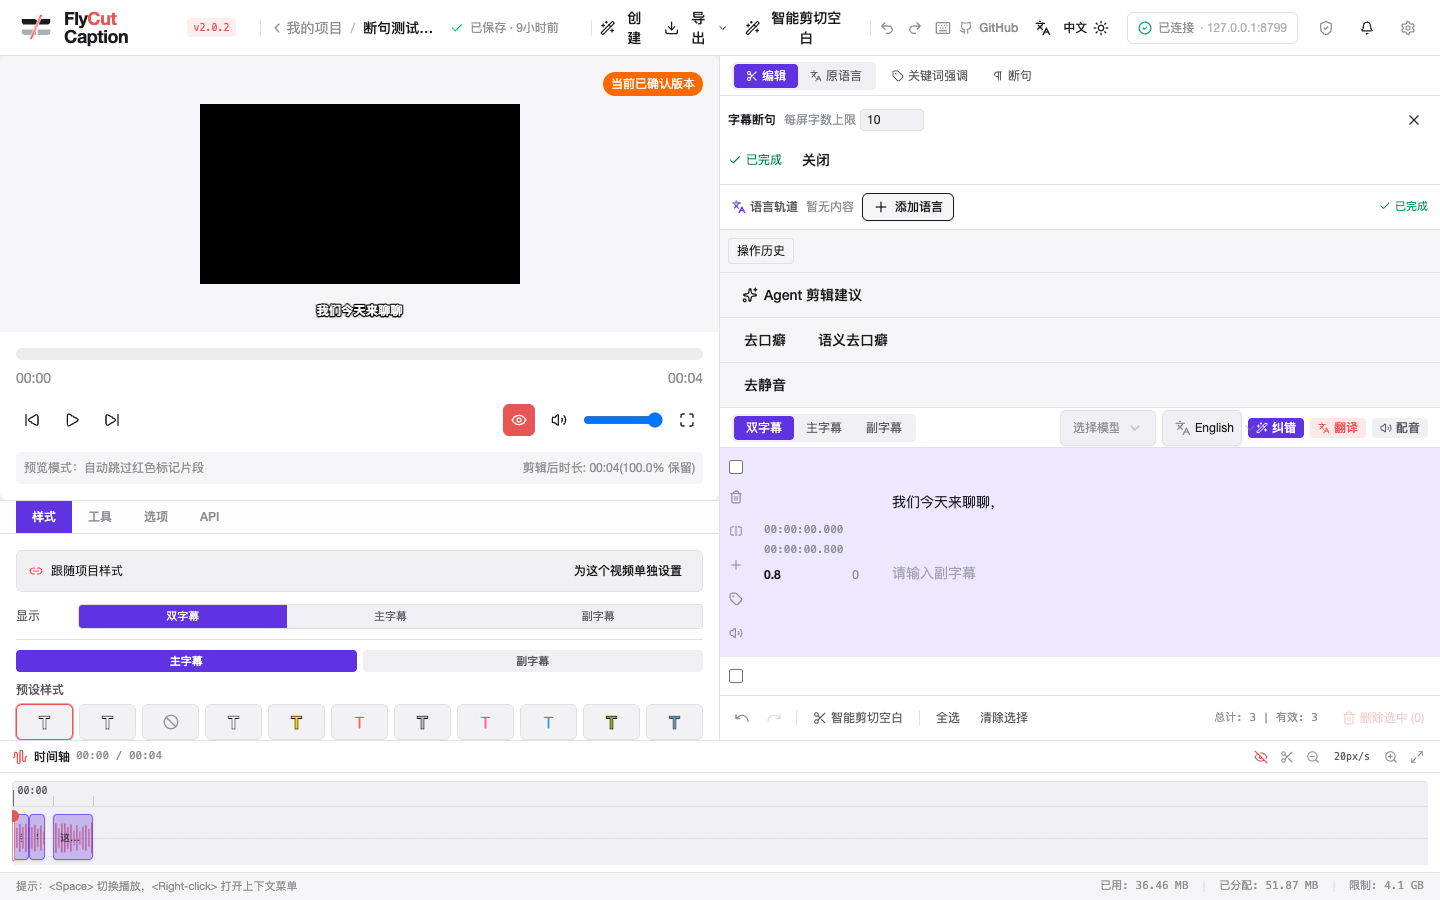 FlyCut
Caption
v2.0.2
我的项目 / 断句测试...
已保存 · 9小时前
创建
导出
智能剪切空白
GitHub
中文
已连接 · 127.0.0.1:8799
当前已确认版本
我们今天来聊聊
00:00
00:04
预览模式：自动跳过红色标记片段
剪辑后时长: 00:04(100.0% 保留)
样式
工具
选项
API
跟随项目样式
为这个视频单独设置
显示
双字幕
主字幕
副字幕
主字幕
副字幕
预设样式
T T T T T T T T T T
编辑
原语言
关键词强调
断句
字幕断句 每屏字数上限 10
已完成 关闭
语言轨道 暂无内容 添加语言
已完成
操作历史
Agent 剪辑建议
去口癖 语义去口癖
去静音
双字幕
主字幕
副字幕
选择模型
English
纠错
翻译
配音
我们今天来聊聊，
00:00:00.000
00:00:00.800
0.8
0
请输入副字幕
智能剪切空白
全选
清除选择
总计: 3 | 有效: 3
删除选中 (0)
时间轴 00:00 / 00:04
20px/s
00:00
这...
提示：<Space> 切换播放，<Right-click> 打开上下文菜单
已用: 36.46 MB
已分配: 51.87 MB
限制: 4.1 GB